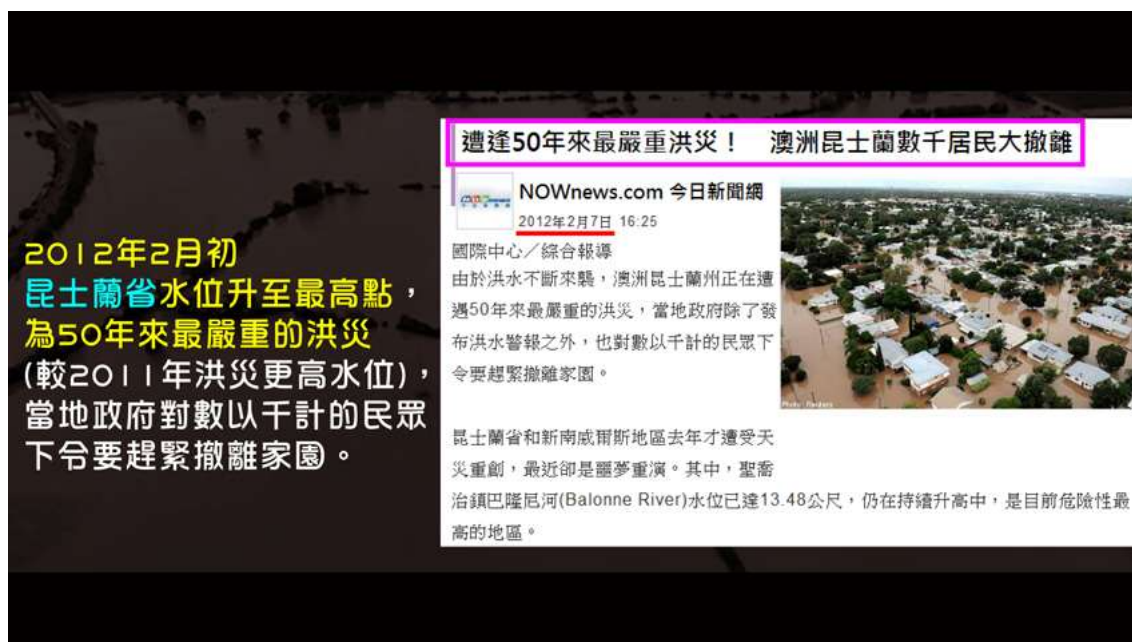 2012年2月初
昆士蘭省水位升至最高點，
為50年來最嚴重的洪災
(較2011年洪災更高水位)，
當地政府對數以千計的民眾
下令要趕緊撤離家園。
遭逢50年來最嚴重洪災！ 澳洲昆士蘭數千居民大撤離
NOWnews.com 今日新聞網
2012年2月7日 16:25
國際中心／綜合報導
由於洪水不斷來襲，澳洲昆士蘭州正在遭
遇50年來最嚴重的洪災，當地政府除了發
布洪水警報之外，也對數以千計的民眾下
令要趕緊撤離家園。
昆士蘭省和新南威爾斯地區去年才遭受天
災重創，最近卻是噩夢重演。其中，聖喬
治鎮巴隆尼河(Balonne River)水位已達13.48公尺，仍在持續升高中，是目前危險性最
高的地區。